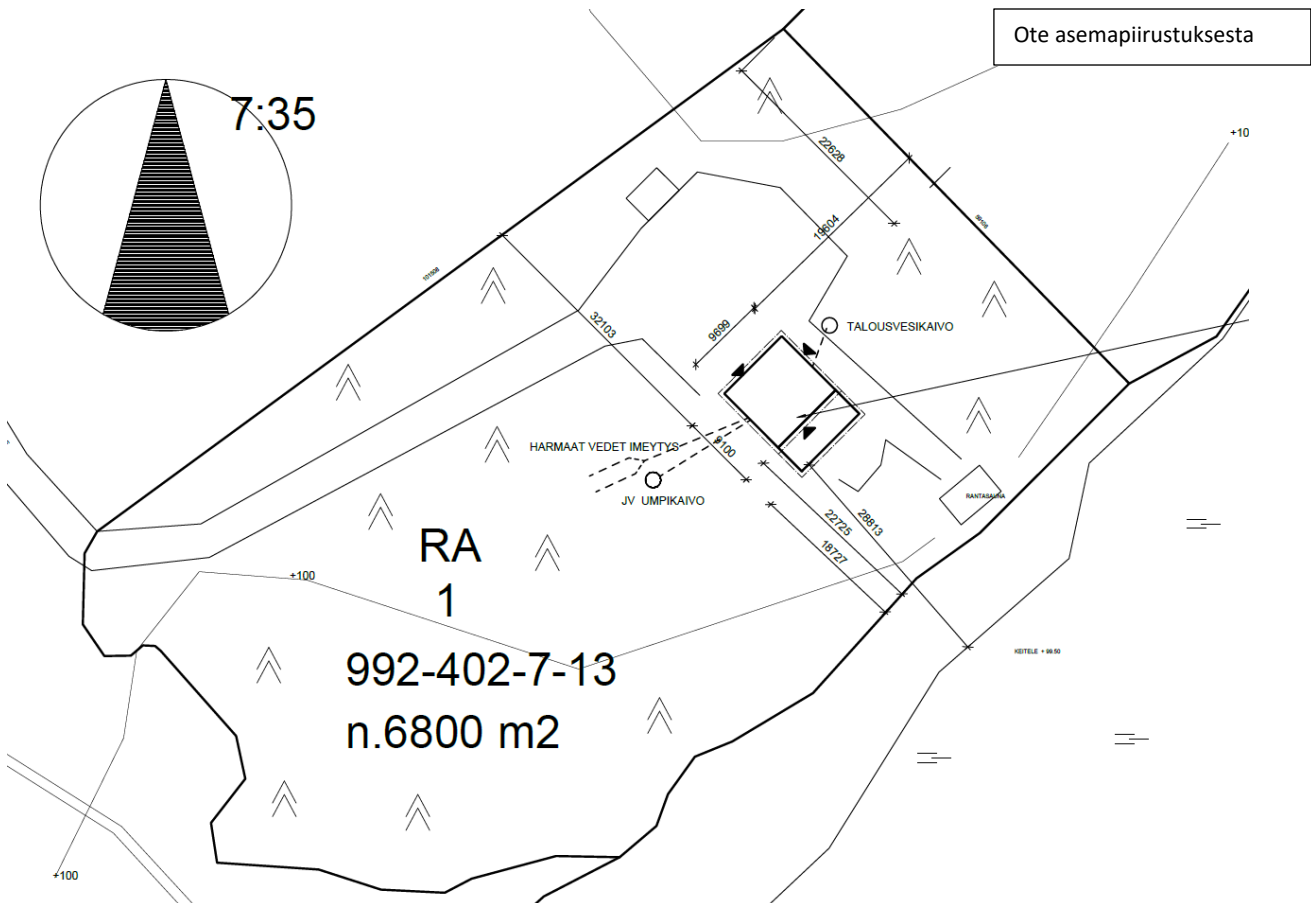 Ote asemapiirustuksesta
7:35
+10
22628
19604
32103
9699
TALOUSVESIKAIVO
HARMAAT VEDET IMEYTYS
9100
JV UMPIKAIVO
RANTASAUNA
22725
28813
18727
RA
1
+100
992-402-7-13
n.6800 m2
KEITELE + 99.50
+100